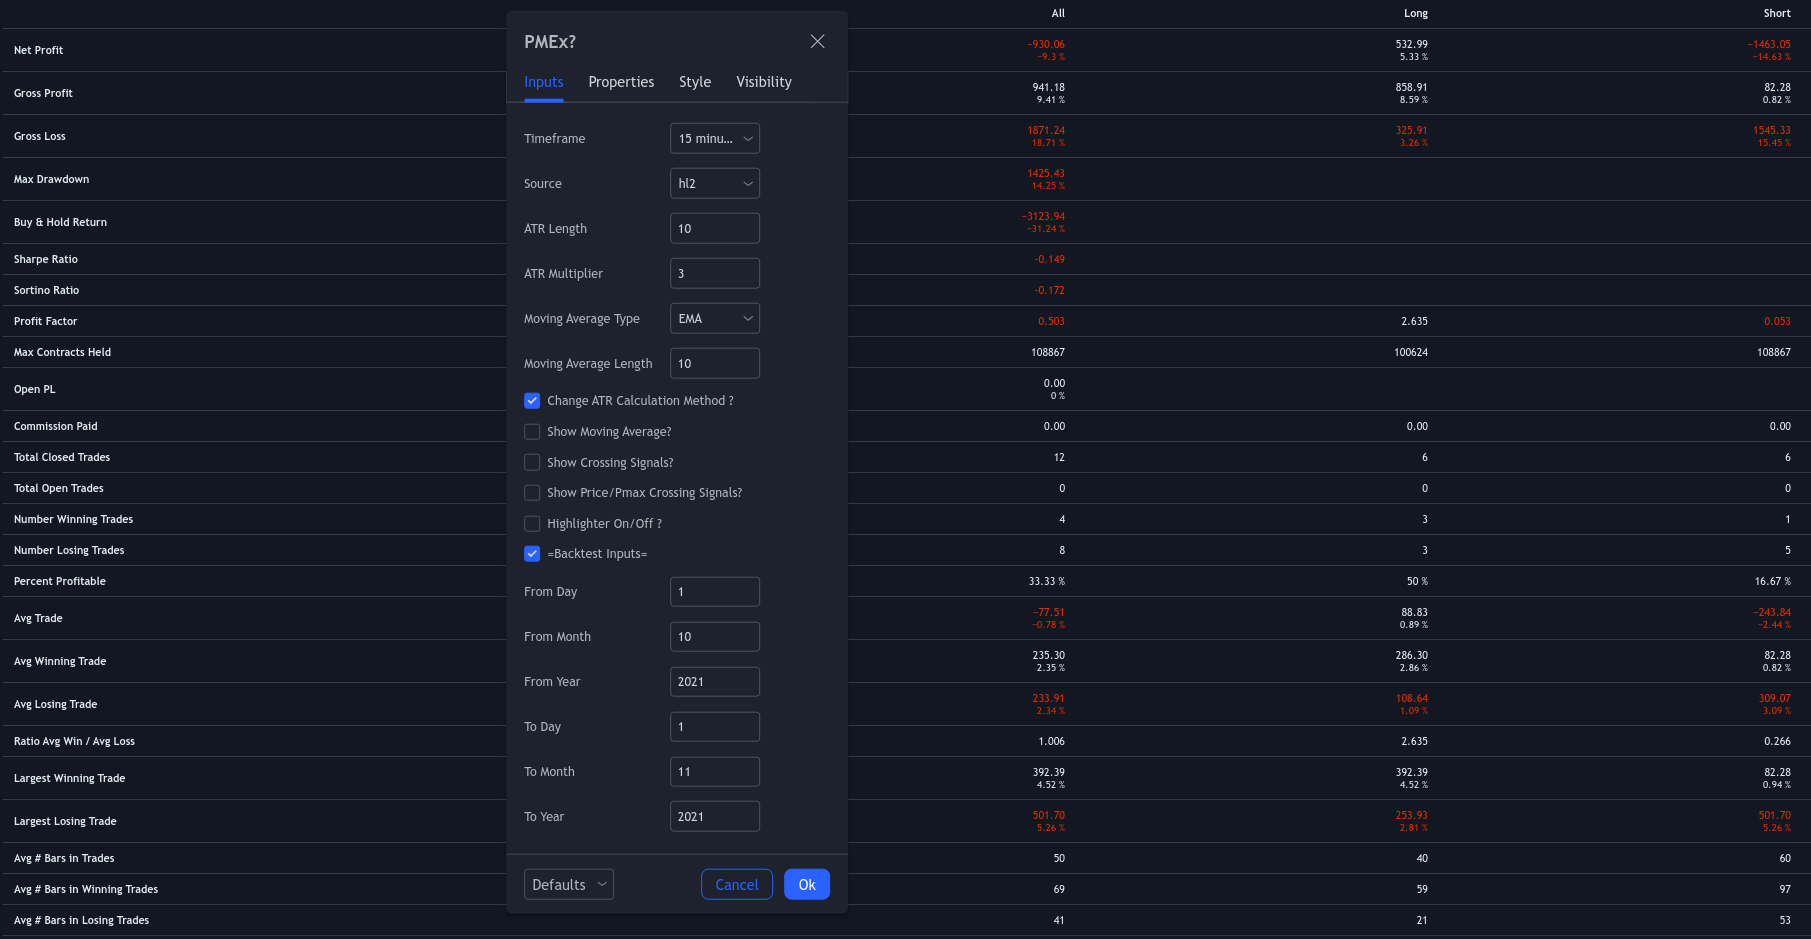 All Long Short
Net Profit −930.06 532.99 −1463.05
−9.3 % 5.33 % −14.63 %
Gross Profit 941.18 858.91 82.28
9.41 % 8.59 % 0.82 %
Gross Loss 1871.24 325.91 1545.33
18.71 % 3.26 % 15.45 %
Max Drawdown 1425.43
14.25 %
Buy & Hold Return −3123.94
−31.24 %
Sharpe Ratio -0.149
Sortino Ratio -0.172
Profit Factor 0.503 2.635 0.053
Max Contracts Held 108867 100624 108867
Open PL 0.00
0 %
Commission Paid 0.00 0.00 0.00
Total Closed Trades 12 6 6
Total Open Trades 0 0 0
Number Winning Trades 4 3 1
Number Losing Trades 8 3 5
Percent Profitable 33.33 % 50 % 16.67 %
Avg Trade −77.51 88.83 −243.84
−0.78 % 0.89 % −2.44 %
Avg Winning Trade 235.30 286.30 82.28
2.35 % 2.86 % 0.82 %
Avg Losing Trade 233.91 108.64 309.07
2.34 % 1.09 % 3.09 %
Ratio Avg Win / Avg Loss 1.006 2.635 0.266
Largest Winning Trade 392.39 392.39 82.28
4.52 % 4.52 % 0.94 %
Largest Losing Trade 501.70 253.93 501.70
5.26 % 2.81 % 5.26 %
Avg # Bars in Trades 50 40 60
Avg # Bars in Winning Trades 69 59 97
Avg # Bars in Losing Trades 41 21 53
PMEx?
Inputs Properties Style Visibility
Timeframe 15 minu...
Source hl2
ATR Length 10
ATR Multiplier 3
Moving Average Type EMA
Moving Average Length 10
Change ATR Calculation Method ?
Show Moving Average?
Show Crossing Signals?
Show Price/Pmax Crossing Signals?
Highlighter On/Off ?
=Backtest Inputs=
From Day 1
From Month 10
From Year 2021
To Day 1
To Month 11
To Year 2021
Defaults Cancel Ok